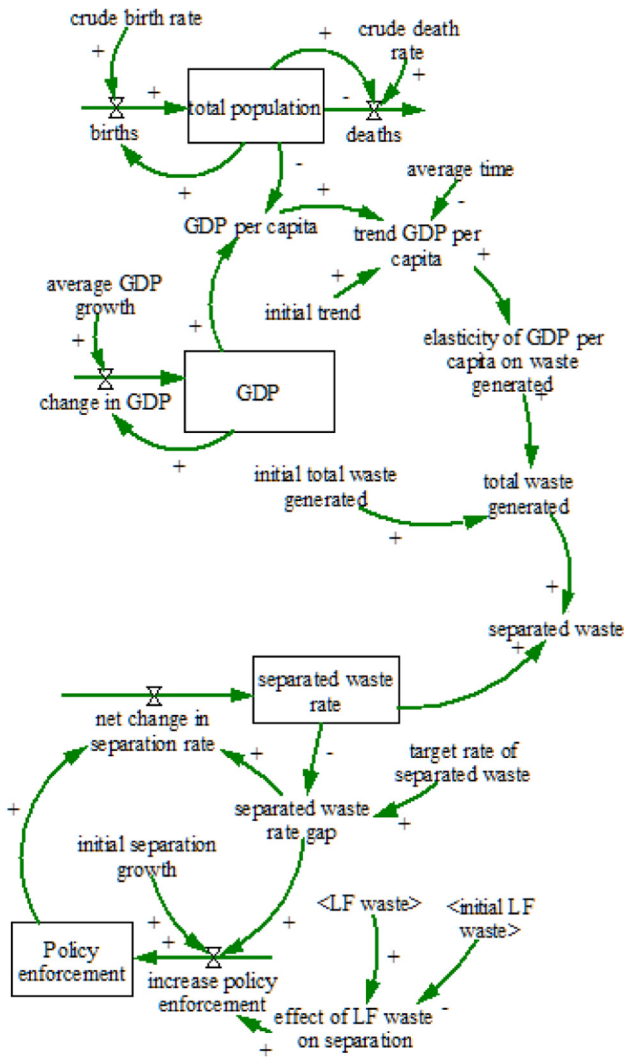 crude birth rate
+
crude death
rate
+
+
+
total population
-
births
deaths
+
-
average time
+
-
GDP per capita
trend GDP per
capita
+
average GDP
growth
+
initial trend
+
+
elasticity of GDP per
capita on waste
generated
+
GDP
change in GDP
+
initial total waste
generated
total waste
generated
+
+
separated waste
+
separated waste
rate
net change in
separation rate
+
-
target rate of
separated waste
separated waste
rate gap
+
+
initial separation
growth
<LF waste>
<initial LF
waste>
+
+
+
Policy
enforcement
+
increase policy
enforcement
-
effect of LF waste
on separation
+